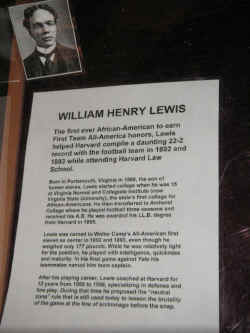 WILLIAM HENRY LEWIS
The first ever African-American to earn
First Team All-America honors, Lewis
helped Harvard compile a daunting 22-2
record with the football team in 1892 and
1893 while attending Harvard Law
School.
Born in Portsmouth, Virginia in 1868, the son of
former slaves, Lewis started college when he was 15
at Virginia Normal and Collegiate Institute (now
Virginia State University), the state's first college for
African-Americans. He then transferred to Amherst
College where he played football three seasons and
received his A.B. He was awarded his LL.B. degree
from Harvard in 1895.
Lewis was named to Walter Camp's All-American first
eleven as center in 1892 and 1893, even though he
weighed only 177 pounds. While he was relatively light
for the position, he played with intelligence, quickness
and maturity. In his final game against Yale his
teammates named him team captain.
After his playing career, Lewis coached at Harvard for
12 years from 1895 to 1906, specializing in defense and
line play. During that time he proposed the "neutral
zone" rule that is still used today to lessen the brutality
of the game at the line of scrimmage before the snap.